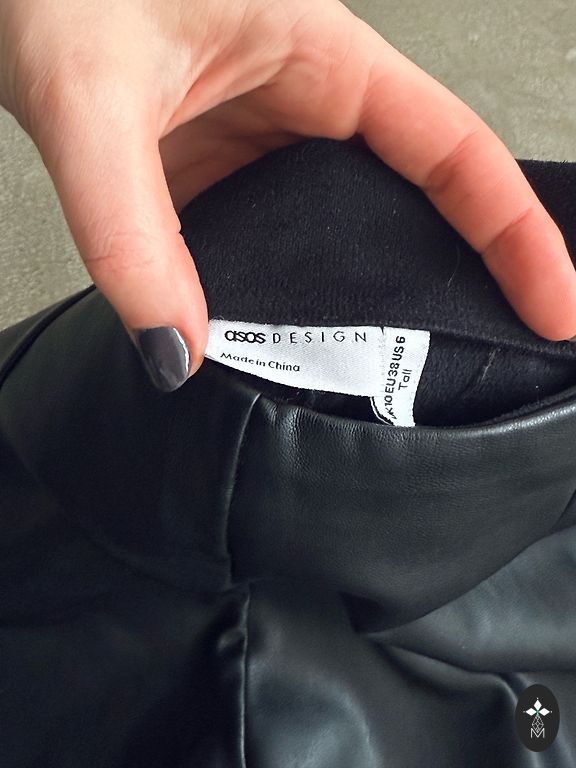 asos DESIGN
Made in China
UK10 EU38 US6
Tall
M